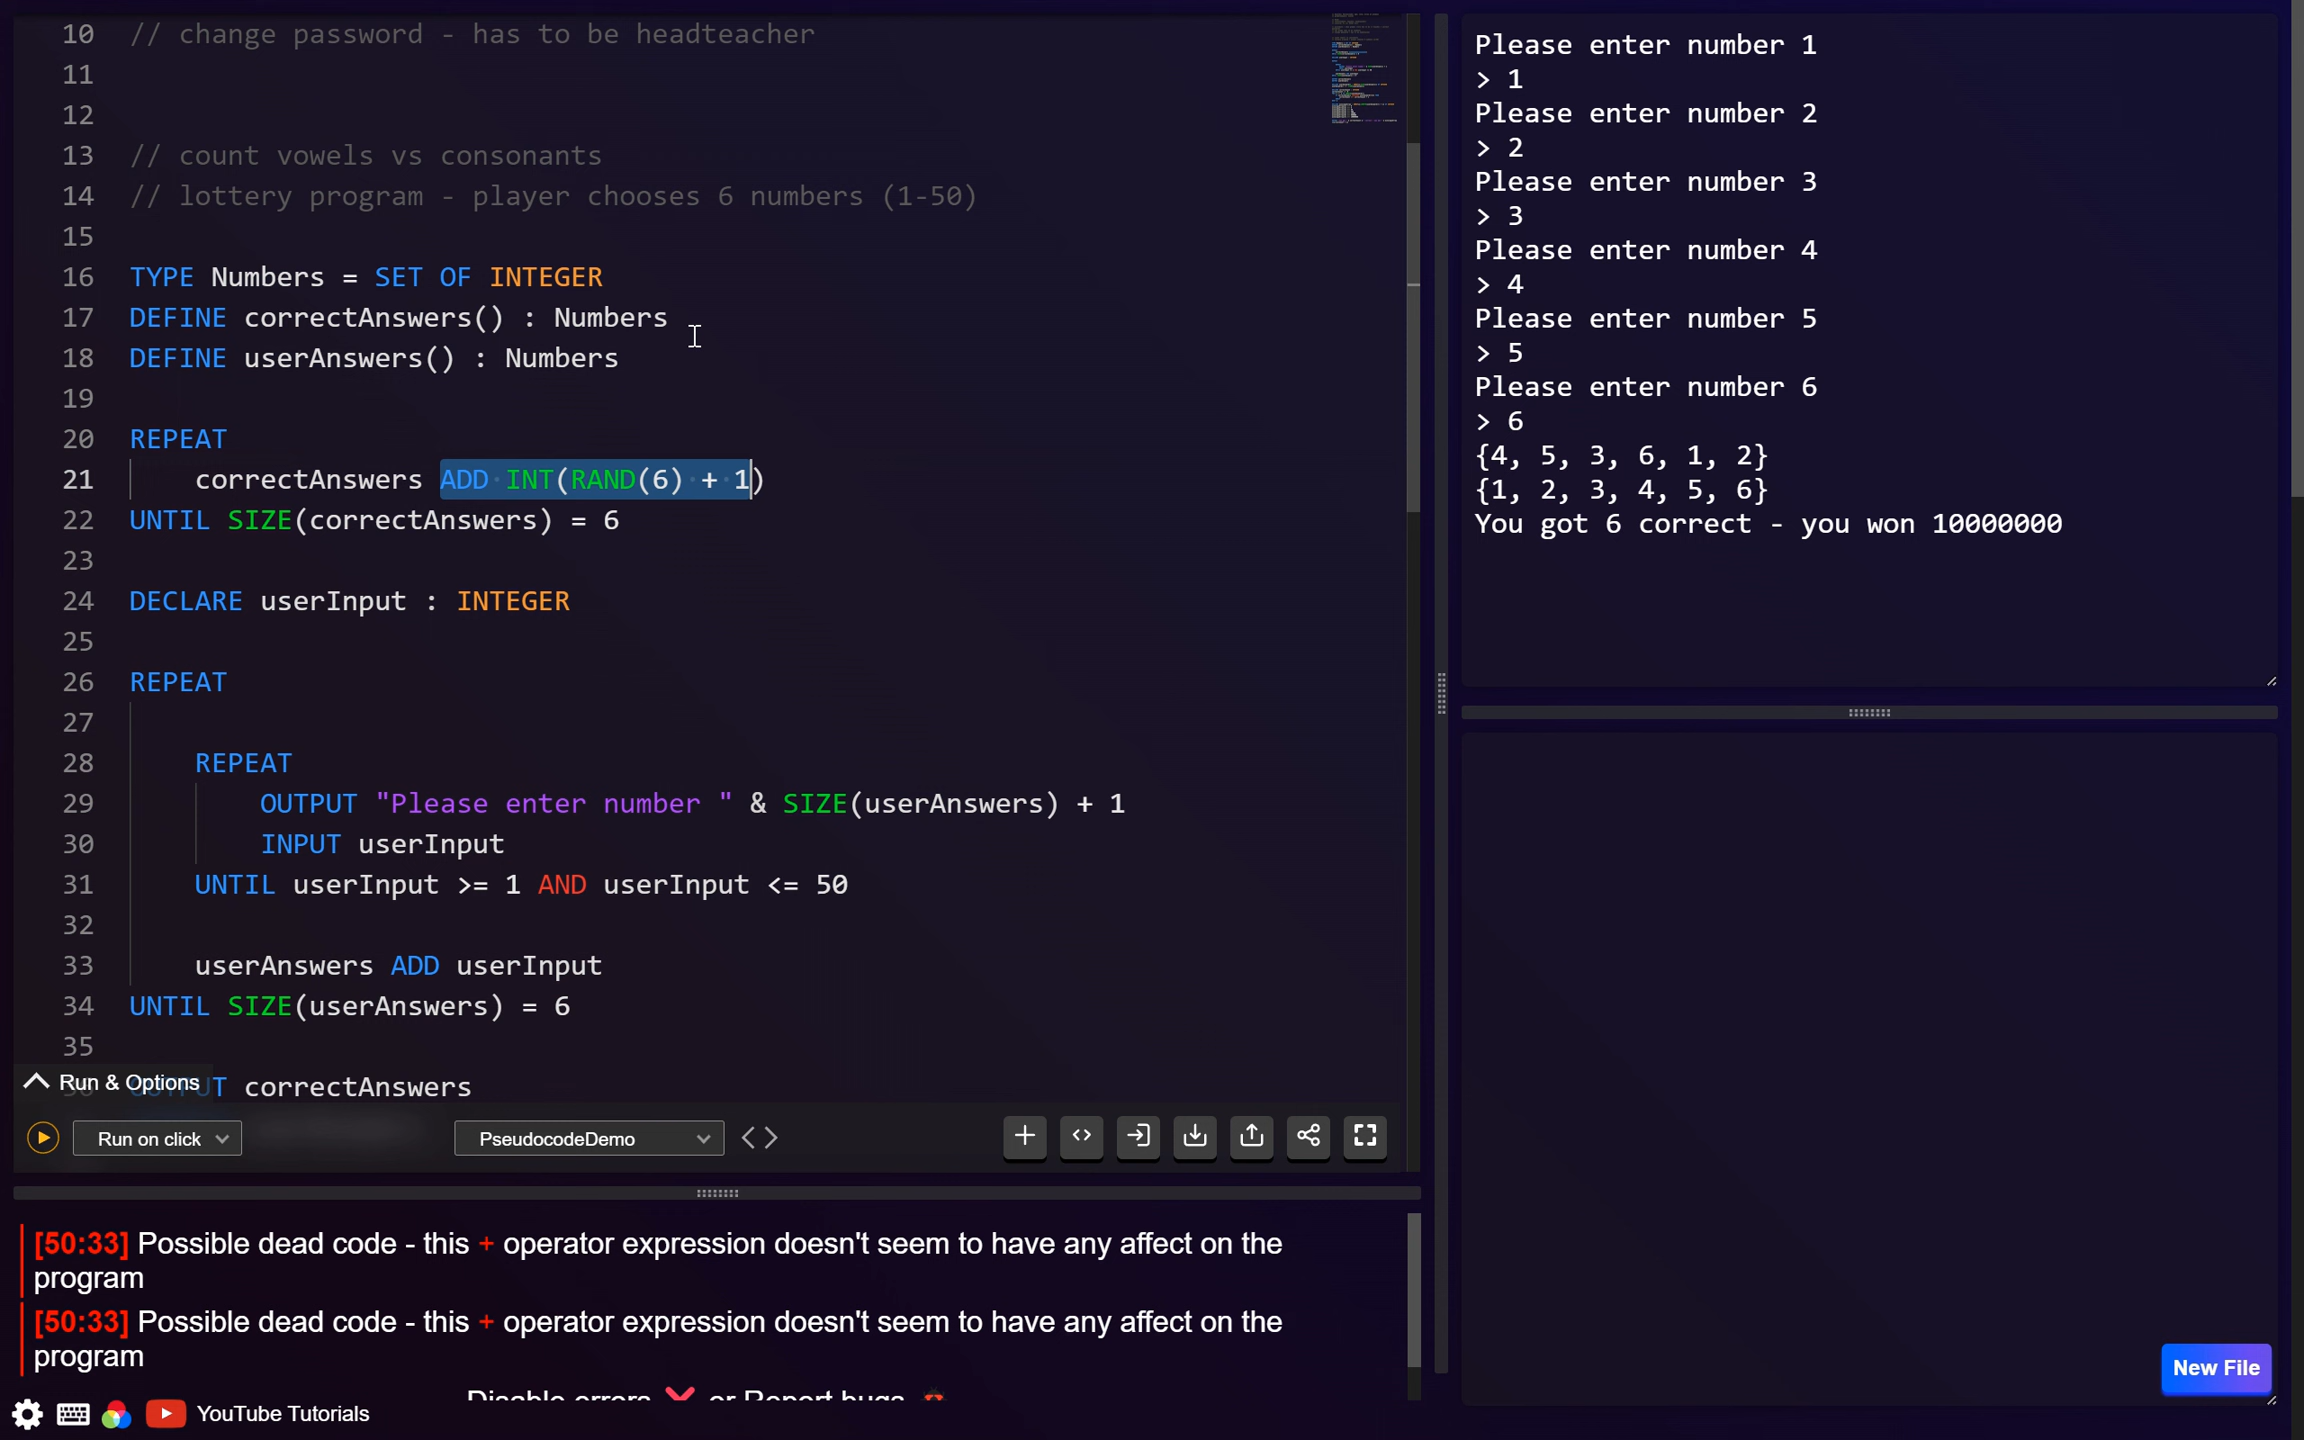 10 // change password - has to be headteacher
11
12
13 // count vowels vs consonants
14 // lottery program - player chooses 6 numbers (1-50)
15
16 TYPE Numbers = SET OF INTEGER
17 DEFINE correctAnswers() : Numbers
18 DEFINE userAnswers() : Numbers
19
20 REPEAT
21 correctAnswers ADD INT(RAND(6) + 1)
22 UNTIL SIZE(correctAnswers) = 6
23
24 DECLARE userInput : INTEGER
25
26 REPEAT
27
28 REPEAT
29 OUTPUT "Please enter number " & SIZE(userAnswers) + 1
30 INPUT userInput
31 UNTIL userInput >= 1 AND userInput <= 50
32
33 userAnswers ADD userInput
34 UNTIL SIZE(userAnswers) = 6
35
36 OUTPUT correctAnswers
Run & Options
Run on click
PseudocodeDemo
[50:33] Possible dead code - this + operator expression doesn't seem to have any affect on the
program
[50:33] Possible dead code - this + operator expression doesn't seem to have any affect on the
program
Disable errors ❌ or Report bugs
YouTube Tutorials
Please enter number 1
> 1
Please enter number 2
> 2
Please enter number 3
> 3
Please enter number 4
> 4
Please enter number 5
> 5
Please enter number 6
> 6
{4, 5, 3, 6, 1, 2}
{1, 2, 3, 4, 5, 6}
You got 6 correct - you won 10000000
New File